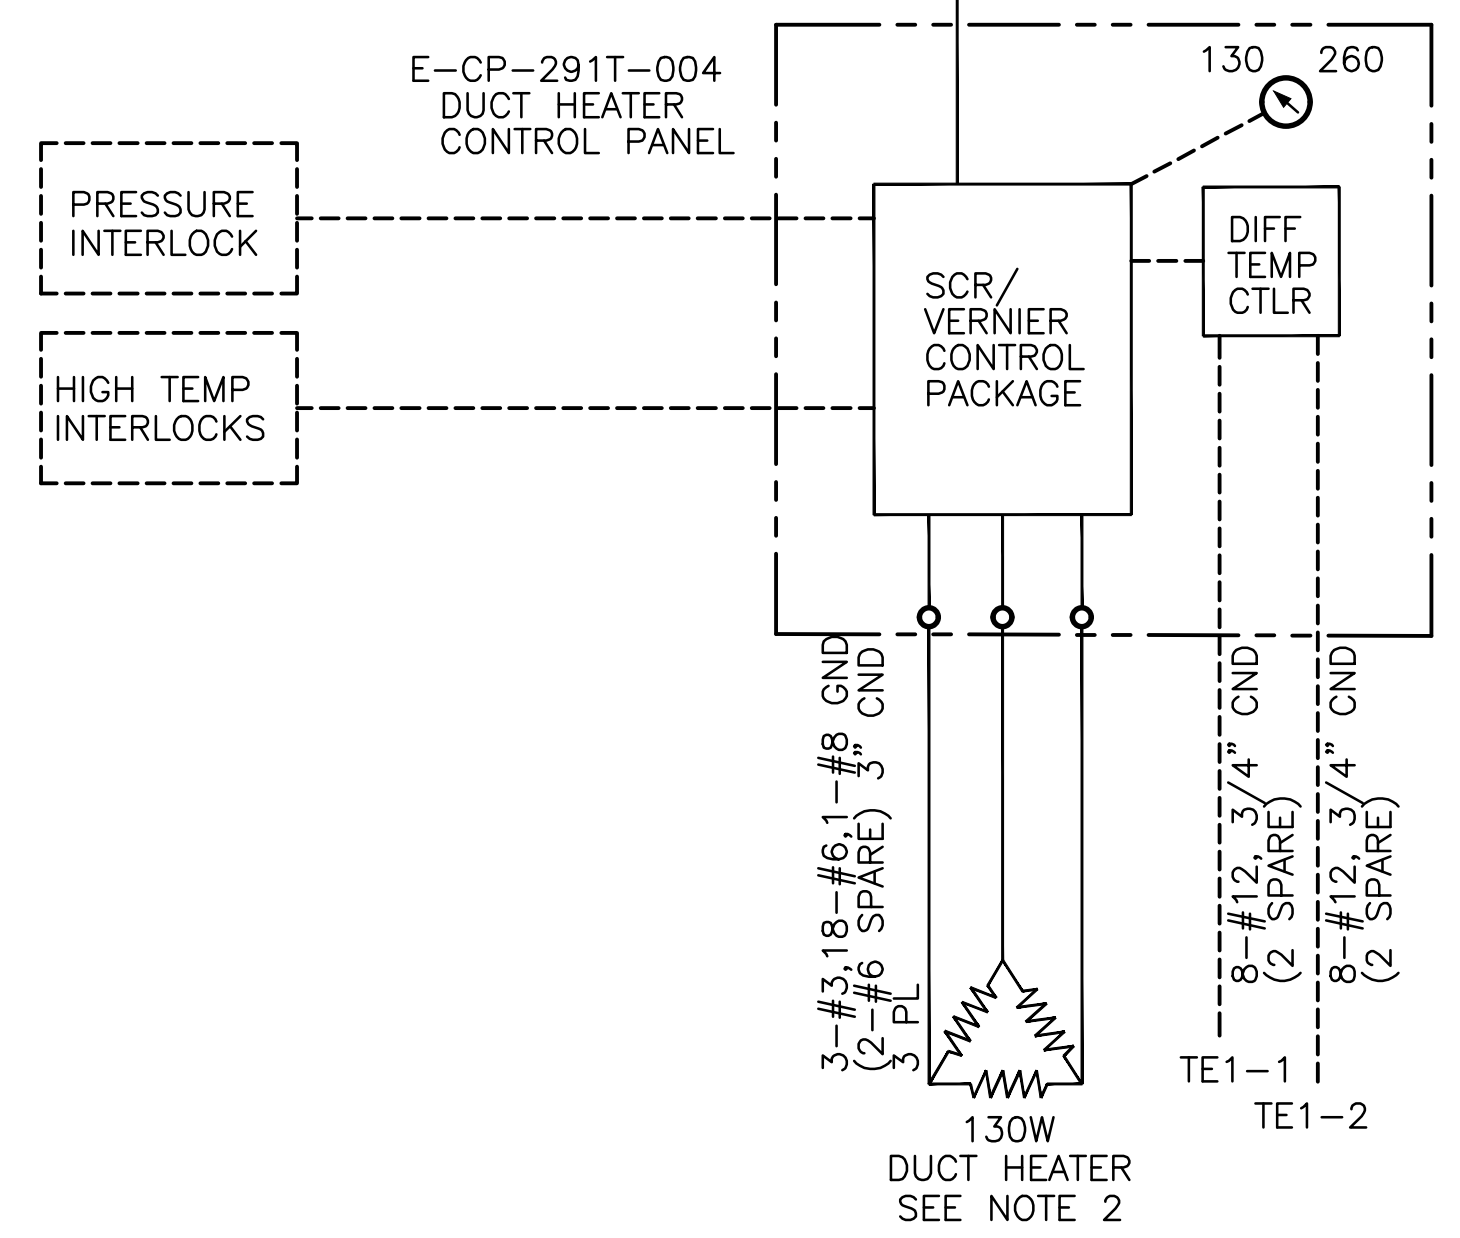 E-CP-291T-004
DUCT HEATER
CONTROL PANEL
130 260
PRESSURE
INTERLOCK
HIGH TEMP
INTERLOCKS
SCR/
VERNIER
CONTROL
PACKAGE
DIFF
TEMP
CTLR
3-#3,18-#6,1-#8 GND
(2-#6 SPARE) 3" CND
3 PL
8-#12, 3/4" CND
(2 SPARE)
8-#12, 3/4" CND
(2 SPARE)
TE1-1
TE1-2
130W
DUCT HEATER
SEE NOTE 2